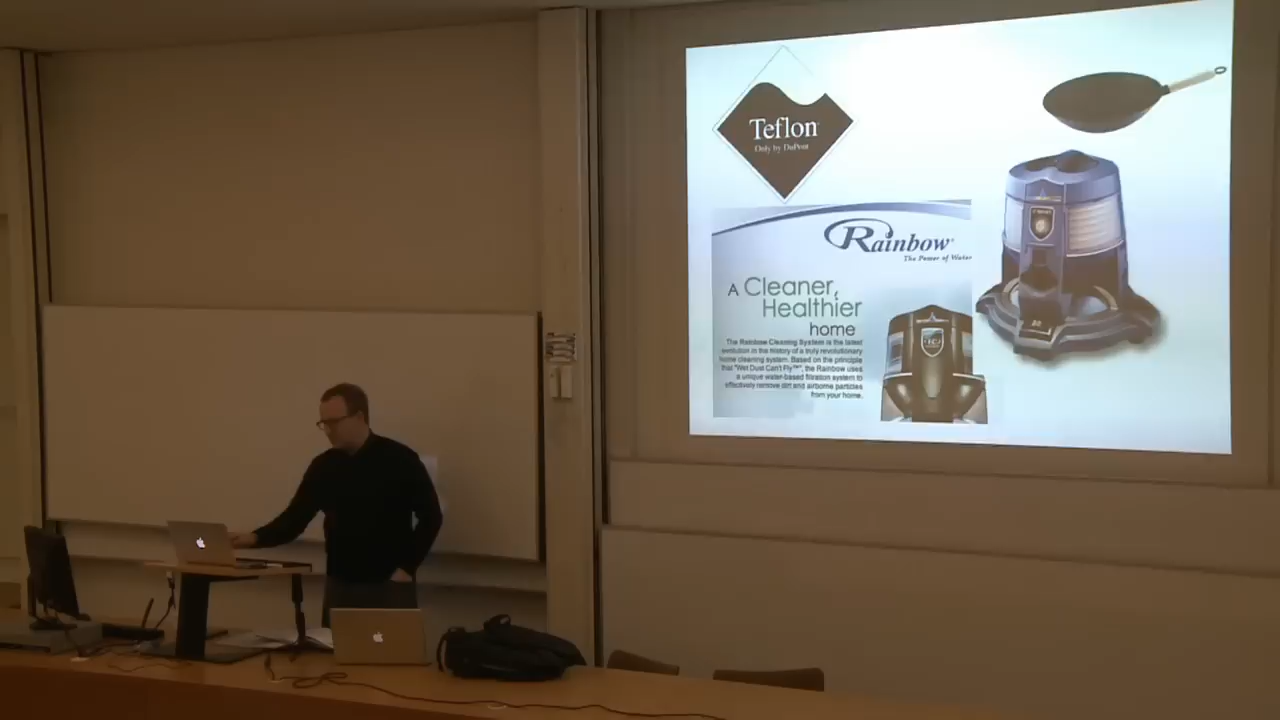 Teflon
Only by DuPont
Rainbow
The Power of Water
A Cleaner,
Healthier
home
The Rainbow Cleaning System is the latest
evolution in the history of a truly revolutionary
home cleaning system. Based on the principle
that "Wet Dust Can't Fly™", the Rainbow uses
a unique water-based filtration system to
effectively remove dirt and airborne particles
from your home.